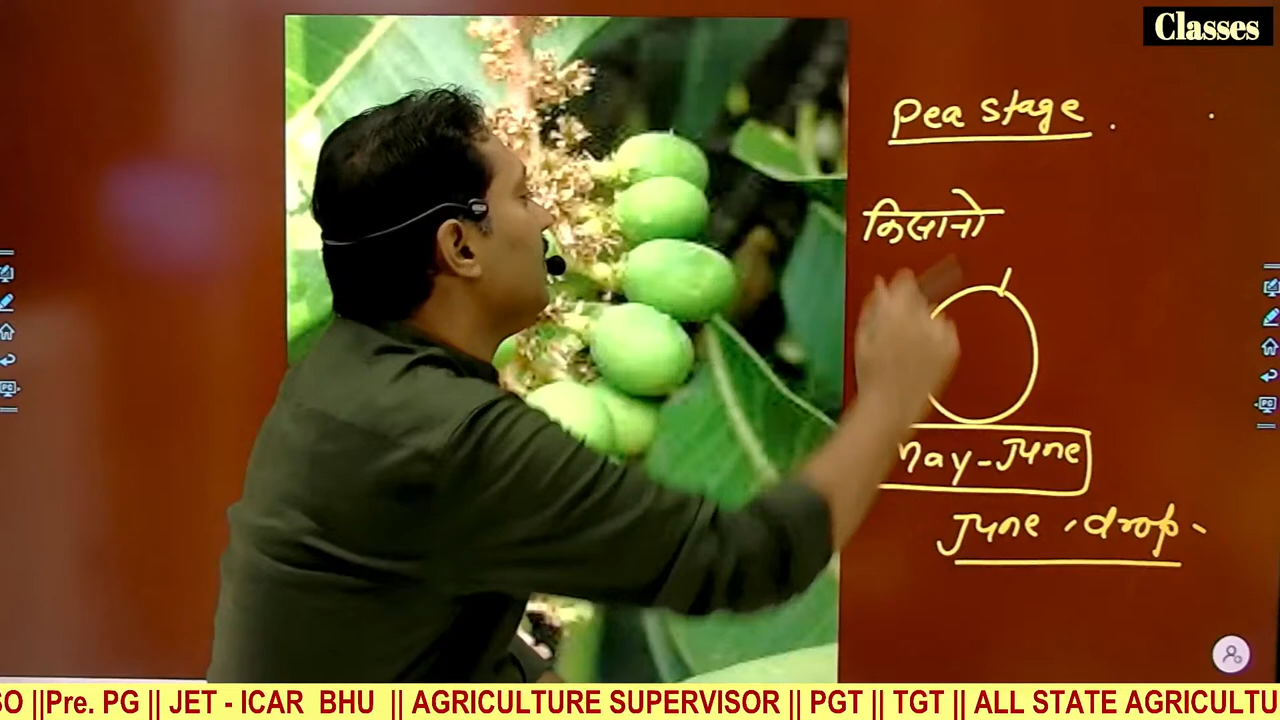 Classes
Pea stage
किसानो
May-June
June drop
SO ||Pre. PG || JET - ICAR BHU || AGRICULTURE SUPERVISOR || PGT || TGT || ALL STATE AGRICULTU